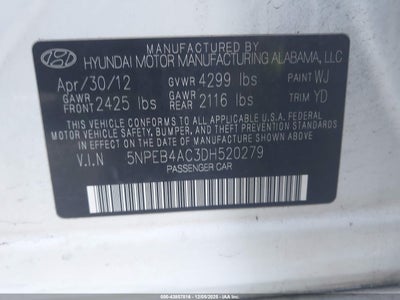 MFD. BY
HYUNDAI MOTOR MANUFACTURING ALABAMA, LLC
Apr/30/12 GVWR 4299 lbs PAINT WJ
GAWR FRONT 2425 lbs GAWR REAR 2116 lbs TRIM YD
THIS VEHICLE CONFORMS TO ALL APPLICABLE U.S.A. FEDERAL
MOTOR VEHICLE SAFETY, BUMPER, AND THEFT PREVENTION
STANDARDS IN EFFECT ON THE DATE OF MANUFACTURE SHOWN ABOVE.
V.I.N 5NPEB4AC3DH520279
PASSENGER CAR